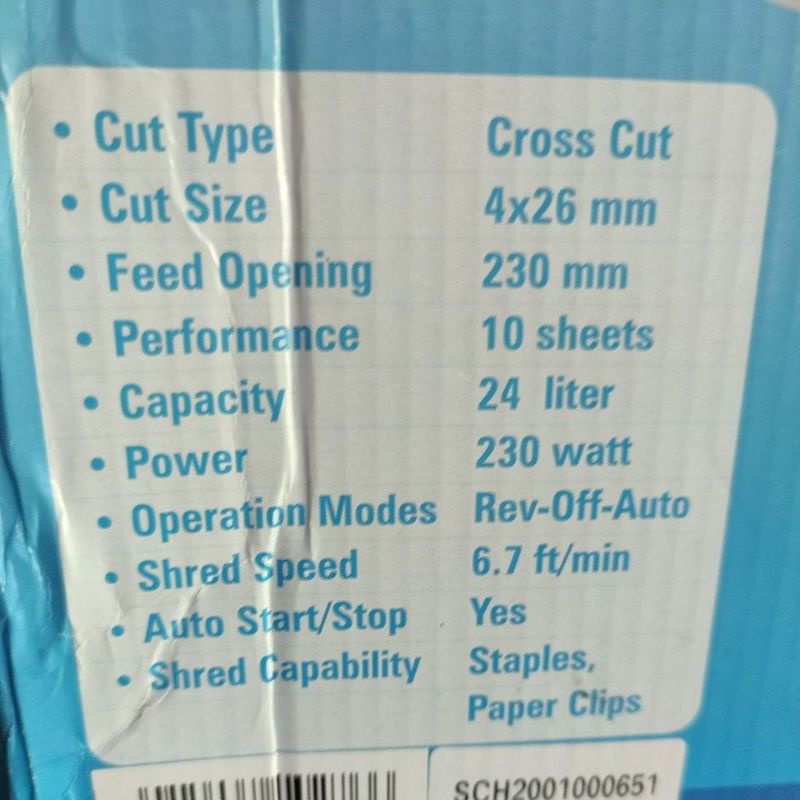 • Cut Type Cross Cut
• Cut Size 4x26 mm
• Feed Opening 230 mm
• Performance 10 sheets
• Capacity 24 liter
• Power 230 watt
• Operation Modes Rev-Off-Auto
• Shred Speed 6.7 ft/min
• Auto Start/Stop Yes
• Shred Capability Staples,
Paper Clips
SCH2001000651